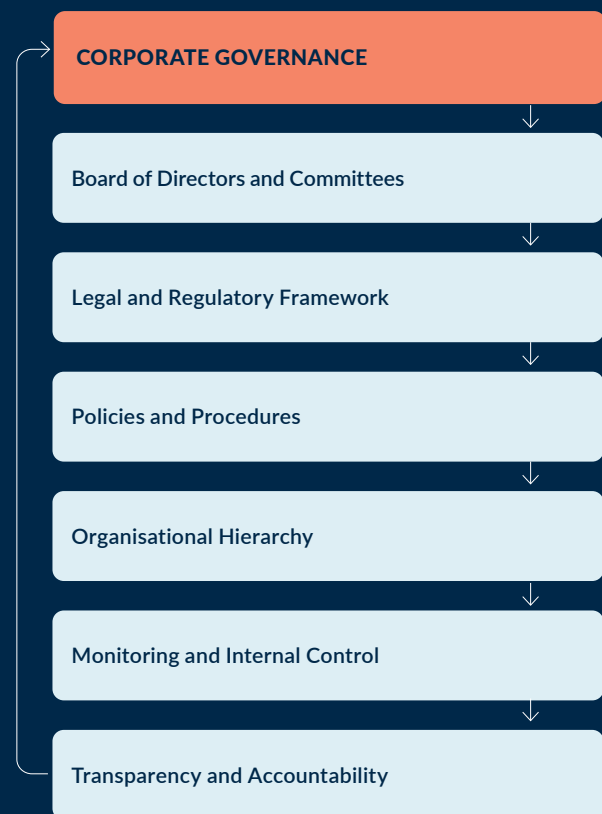 CORPORATE GOVERNANCE
Board of Directors and Committees
Legal and Regulatory Framework
Policies and Procedures
Organisational Hierarchy
Monitoring and Internal Control
Transparency and Accountability